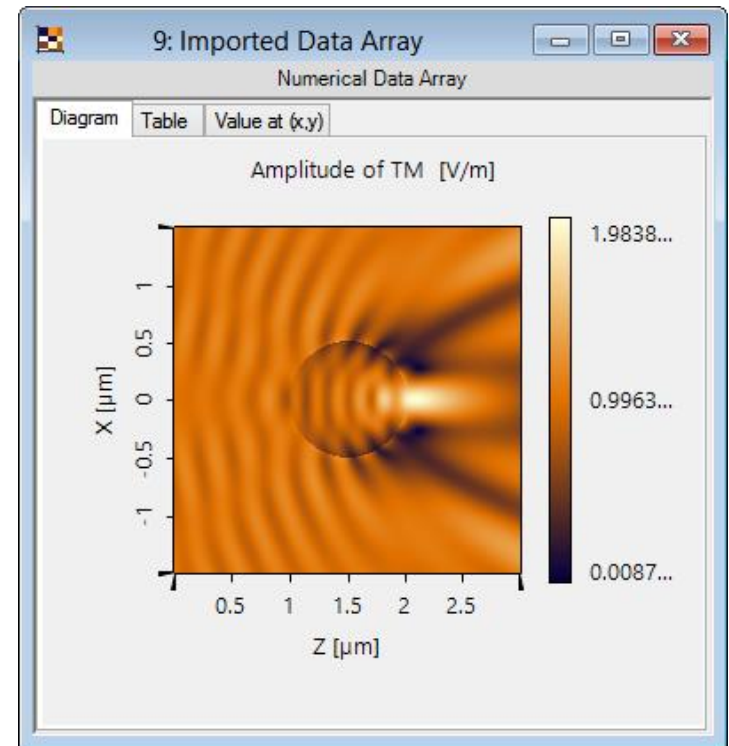 9: Imported Data Array
Numerical Data Array
Diagram Table Value at (x,y)
Amplitude of TM [V/m]
1.9838...
0.9963...
0.0087...
X [µm]
1
0.5
0
-0.5
-1
0.5 1 1.5 2 2.5
Z [µm]